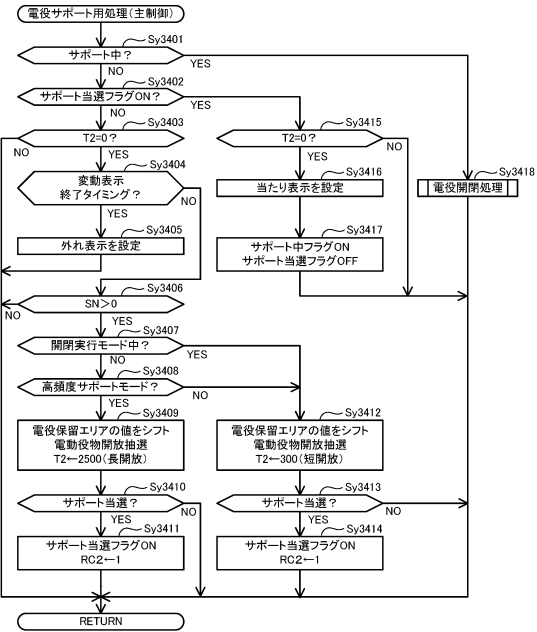 電役サポート用処理(主制御)
Sy3401
サポート中？
YES
NO
Sy3402
サポート当選フラグON？
YES
NO
Sy3403
T2=0？
NO
YES
Sy3415
T2=0？
NO
YES
Sy3404
変動表示
終了タイミング？
NO
YES
Sy3416
当たり表示を設定
Sy3418
電役開閉処理
Sy3405
外れ表示を設定
Sy3417
サポート中フラグON
サポート当選フラグOFF
Sy3406
SN＞0
NO
YES
Sy3407
開閉実行モード中？
YES
NO
Sy3408
高頻度サポートモード？
NO
YES
Sy3409
電役保留エリアの値をシフト
電動役物開放抽選
T2←2500(長開放)
Sy3412
電役保留エリアの値をシフト
電動役物開放抽選
T2←300(短開放)
Sy3410
サポート当選？
NO
YES
Sy3413
サポート当選？
NO
YES
Sy3411
サポート当選フラグON
RC2←1
Sy3414
サポート当選フラグON
RC2←1
RETURN